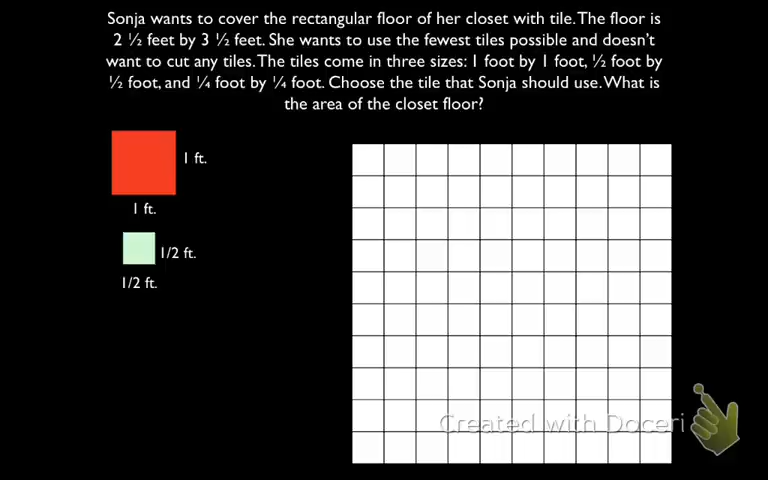 Sonja wants to cover the rectangular floor of her closet with tile. The floor is
2 ½ feet by 3 ½ feet. She wants to use the fewest tiles possible and doesn't
want to cut any tiles. The tiles come in three sizes: 1 foot by 1 foot, ½ foot by
½ foot, and ¼ foot by ¼ foot. Choose the tile that Sonja should use. What is
the area of the closet floor?
1 ft.
1 ft.
1/2 ft.
1/2 ft.
Created with Doceri